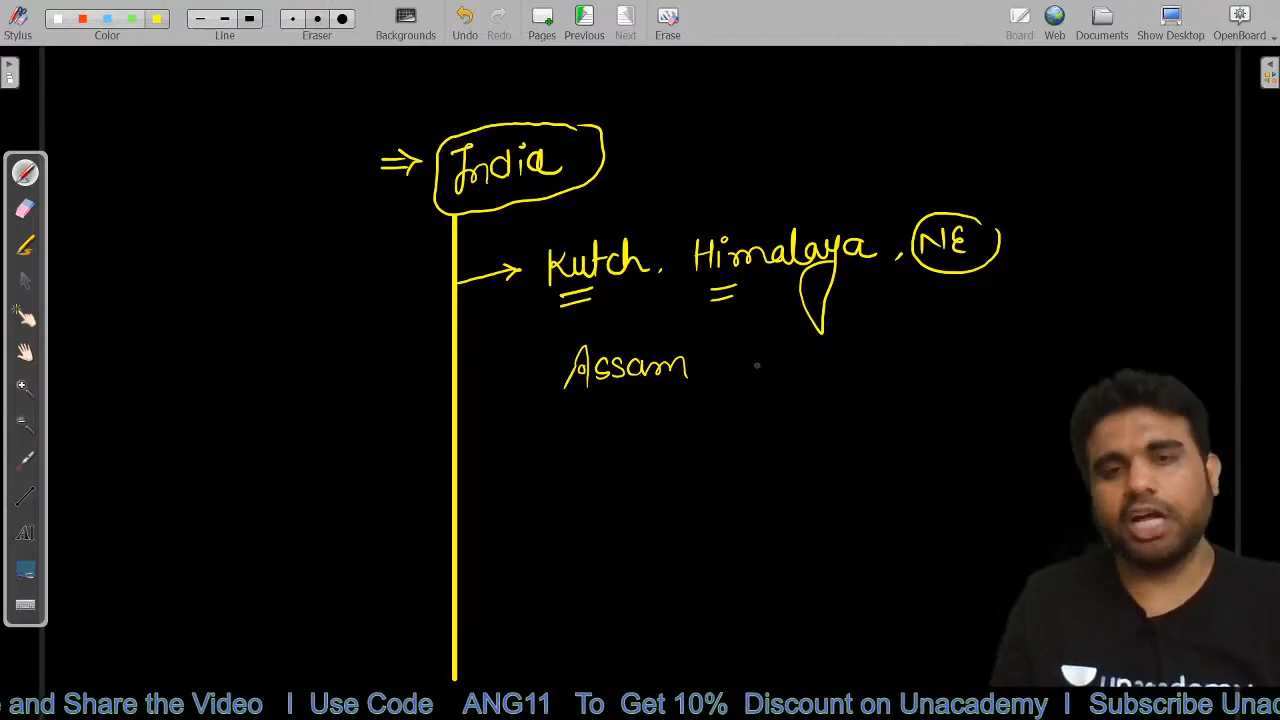 Stylus
Color
Line
Eraser
Backgrounds
Undo
Redo
Pages
Previous
Next
Erase
Board
Web
Documents
Show Desktop
OpenBoard
⇒ India
→ Kutch, Himalaya, NE
Assam
unacademy
e and Share the Video I Use Code ANG11 To Get 10% Discount on Unacademy I Subscribe Unac